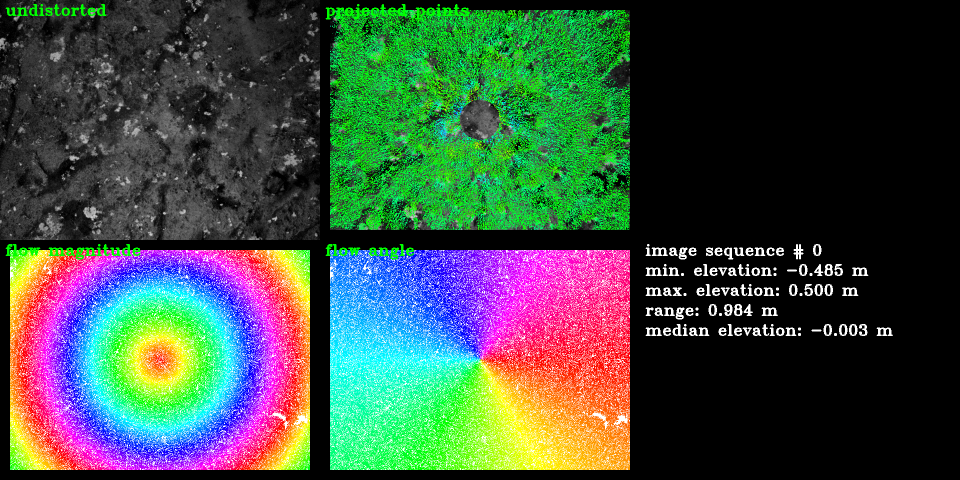 undistorted
projected points
flow magnitude
flow angle
image sequence # 0
min. elevation: −0.485 m
max. elevation: 0.500 m
range: 0.984 m
median elevation: −0.003 m